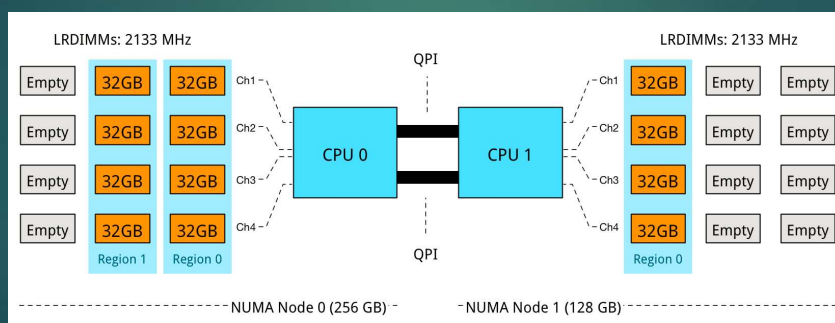 LRDIMMs: 2133 MHz
LRDIMMs: 2133 MHz
QPI
Empty 32GB 32GB Ch1 Ch1 32GB Empty Empty
Empty 32GB 32GB Ch2 Ch2 32GB Empty Empty
CPU 0 CPU 1
Empty 32GB 32GB Ch3 Ch3 32GB Empty Empty
Empty 32GB 32GB Ch4 Ch4 32GB Empty Empty
QPI
Region 1 Region 0 Region 0
NUMA Node 0 (256 GB) NUMA Node 1 (128 GB)